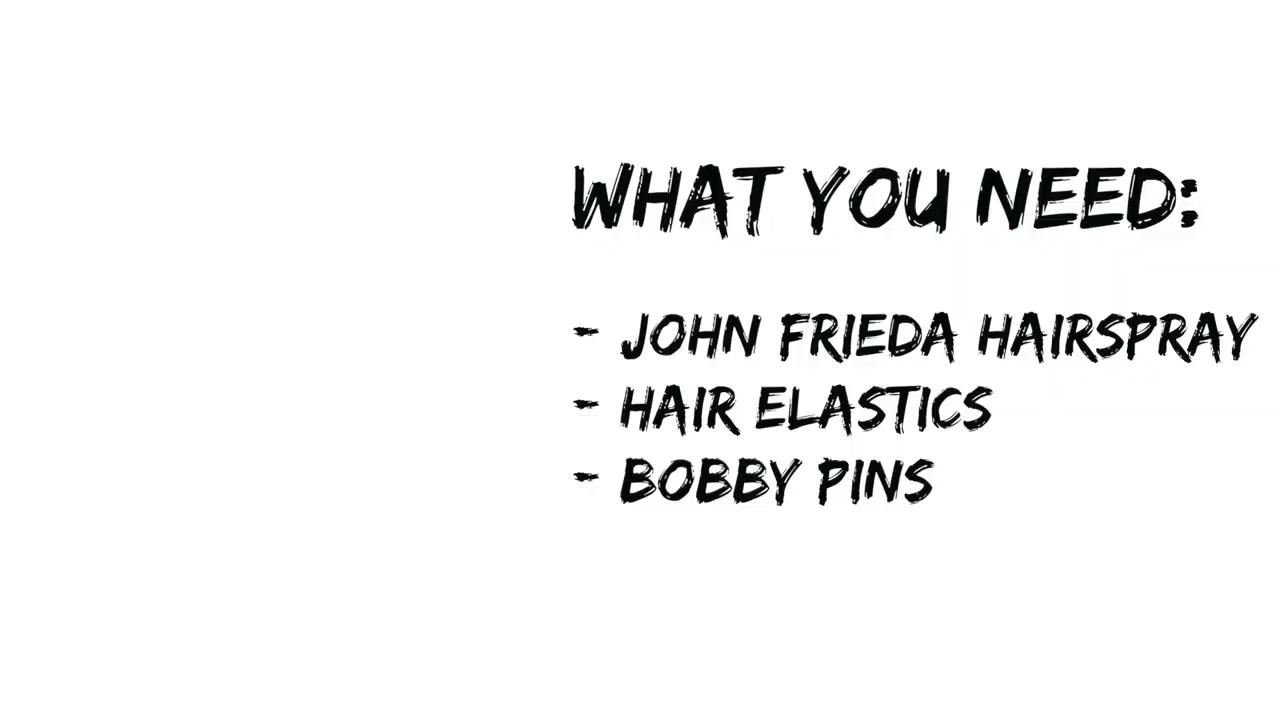 WHAT YOU NEED:
- JOHN FRIEDA HAIRSPRAY
- HAIR ELASTICS
- BOBBY PINS